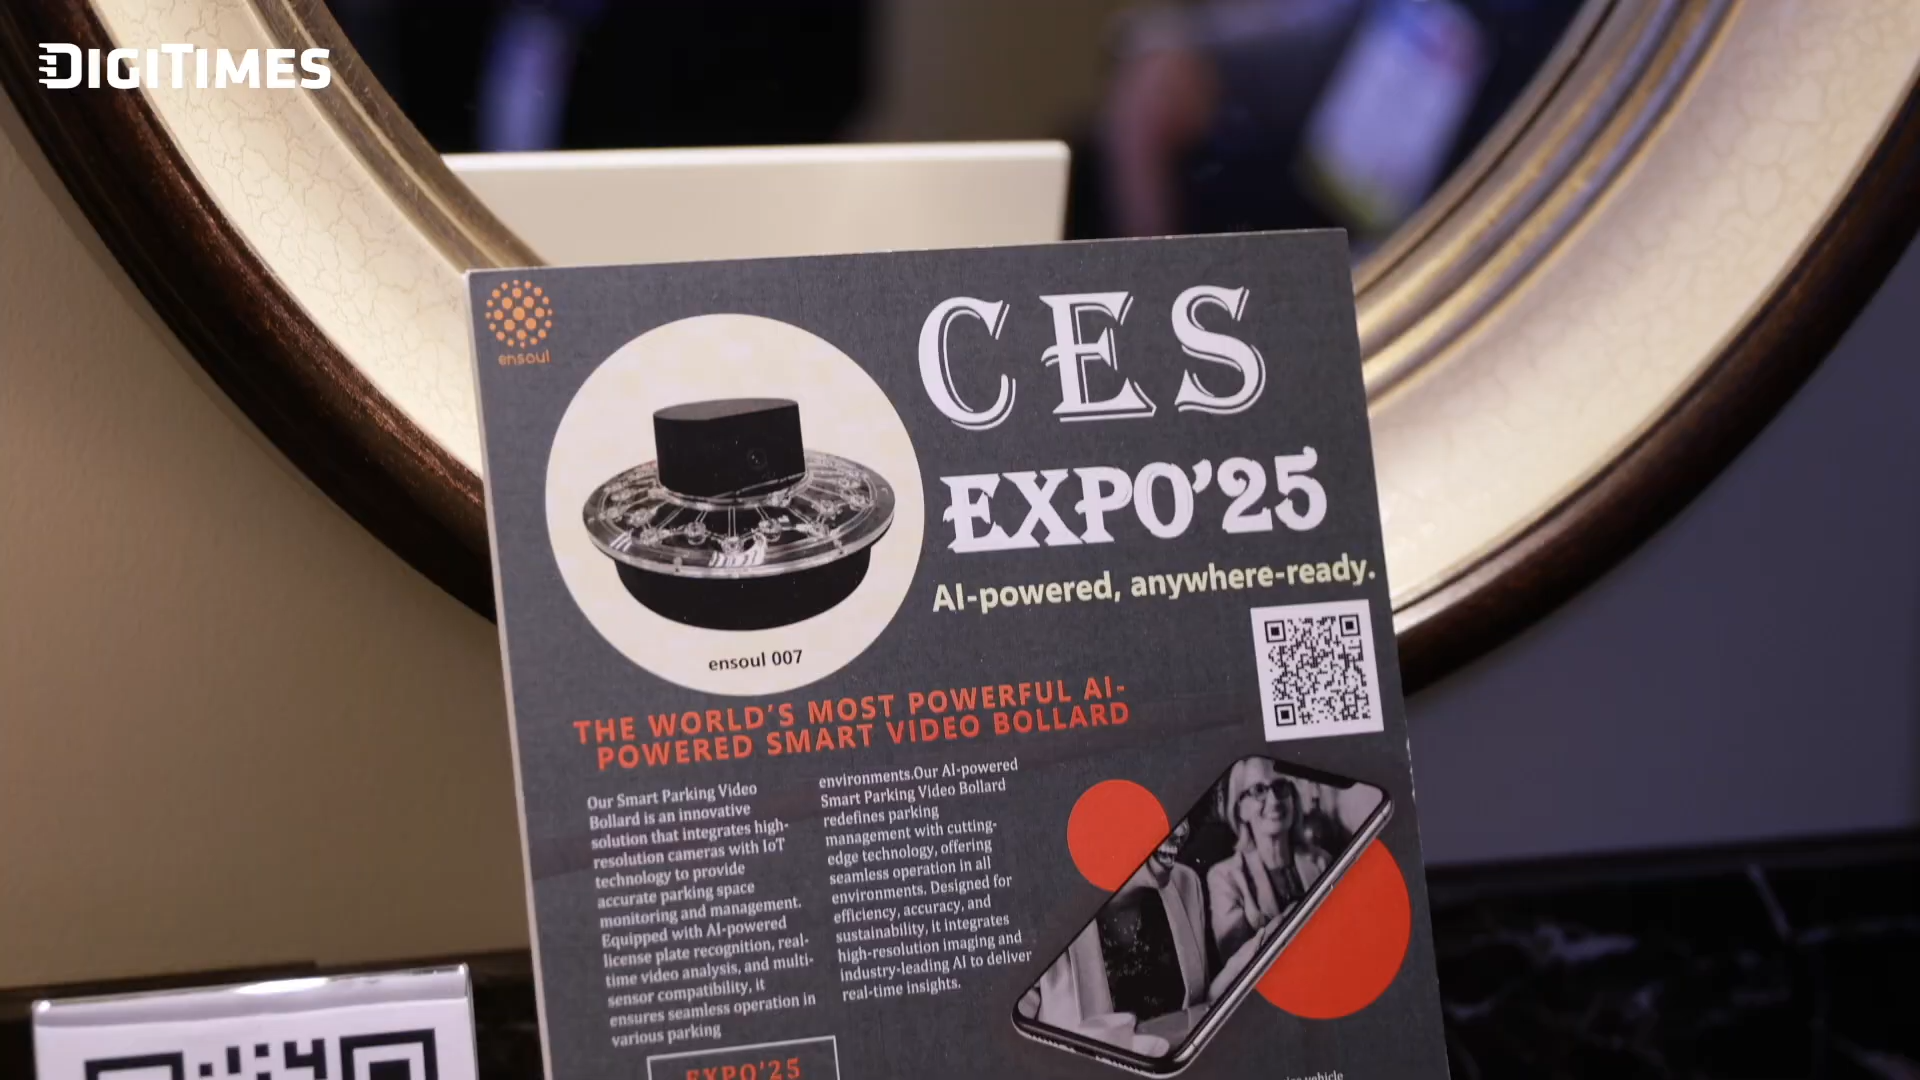 DIGITIMES
ensoul
CES
EXPO'25
AI-powered, anywhere-ready.
ensoul 007
THE WORLD'S MOST POWERFUL AI-
POWERED SMART VIDEO BOLLARD
Our Smart Parking Video
Bollard is an innovative
solution that integrates high-
resolution cameras with IoT
technology to provide
accurate parking space
monitoring and management.
Equipped with AI-powered
license plate recognition, real-
time video analysis, and multi-
sensor compatibility, it
ensures seamless operation in
various parking
environments.Our AI-powered
Smart Parking Video Bollard
redefines parking
management with cutting-
edge technology, offering
seamless operation in all
environments. Designed for
efficiency, accuracy, and
sustainability, it integrates
high-resolution imaging and
industry-leading AI to deliver
real-time insights.
EXPO'25
vehicle